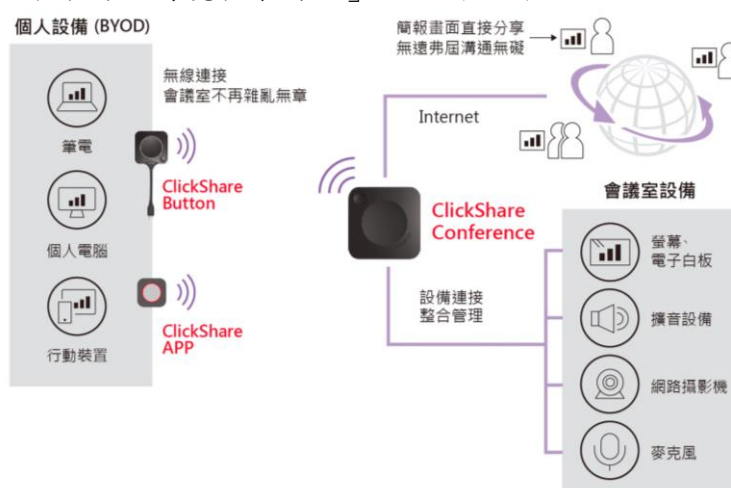 個人設備 (BYOD)
筆電
個人電腦
行動裝置
無線連接
會議室不再雜亂無章
ClickShare
Button
ClickShare
APP
簡報畫面直接分享
無遠弗屆溝通無礙
Internet
ClickShare
Conference
設備連接
整合管理
會議室設備
螢幕、
電子白板
擴音設備
網路攝影機
麥克風